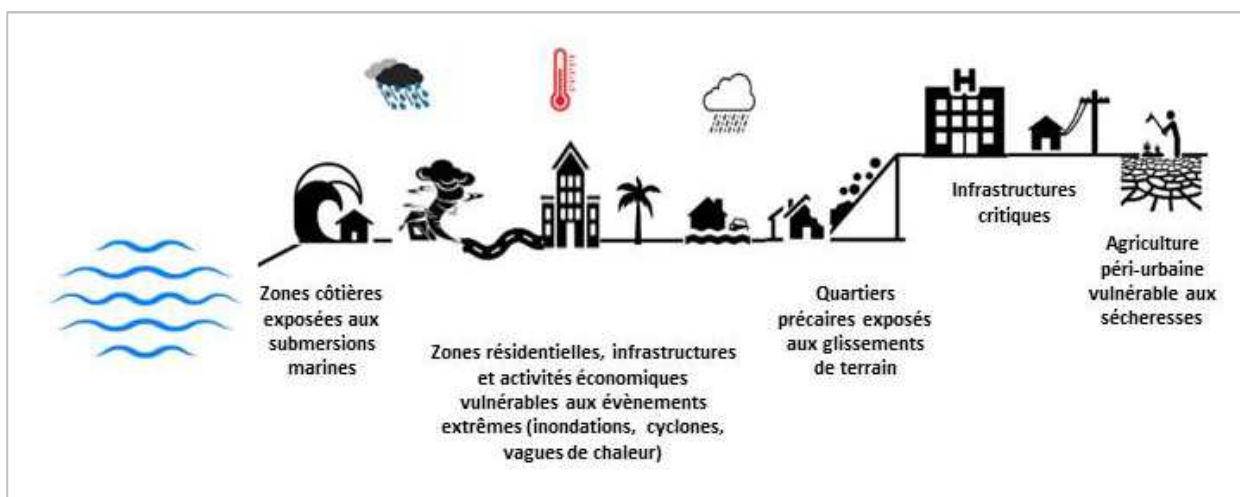 Zones côtières
exposées aux
submersions
marines
Zones résidentielles, infrastructures
et activités économiques
vulnérables aux évènements
extrêmes (inondations, cyclones,
vagues de chaleur)
Quartiers
précaires exposés
aux glissements
de terrain
H
Infrastructures
critiques
Agriculture
péri-urbaine
vulnérable aux
sécheresses